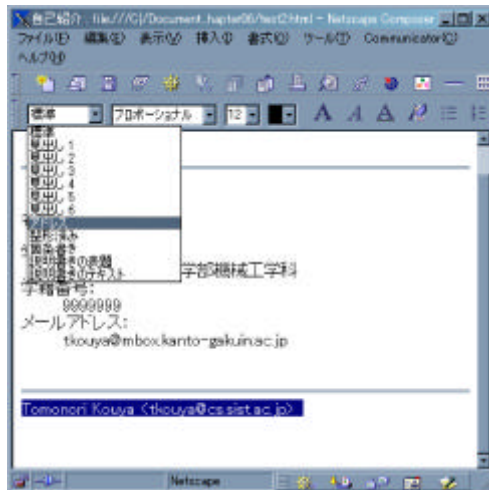 自己紹介 : file:///C|/Document..hapter06/test2.html - Netscape Composer
ファイル(F) 編集(E) 表示(V) 挿入(I) 書式(O) ツール(T) Communicator(C)
ヘルプ(H)
標準 プロポーショナル 12
標準
見出し 1
見出し 2
見出し 3
見出し 4
見出し 5
見出し 6
アドレス
整形済み
箇条書き
説明書きの表題
説明書きのテキスト
学部機械工学科
学籍番号:
9999999
メールアドレス:
tkouya@mbox.kanto-gakuin.ac.jp
Tomonori Kouya <tkouya@cs.sist.ac.jp>
Netscape